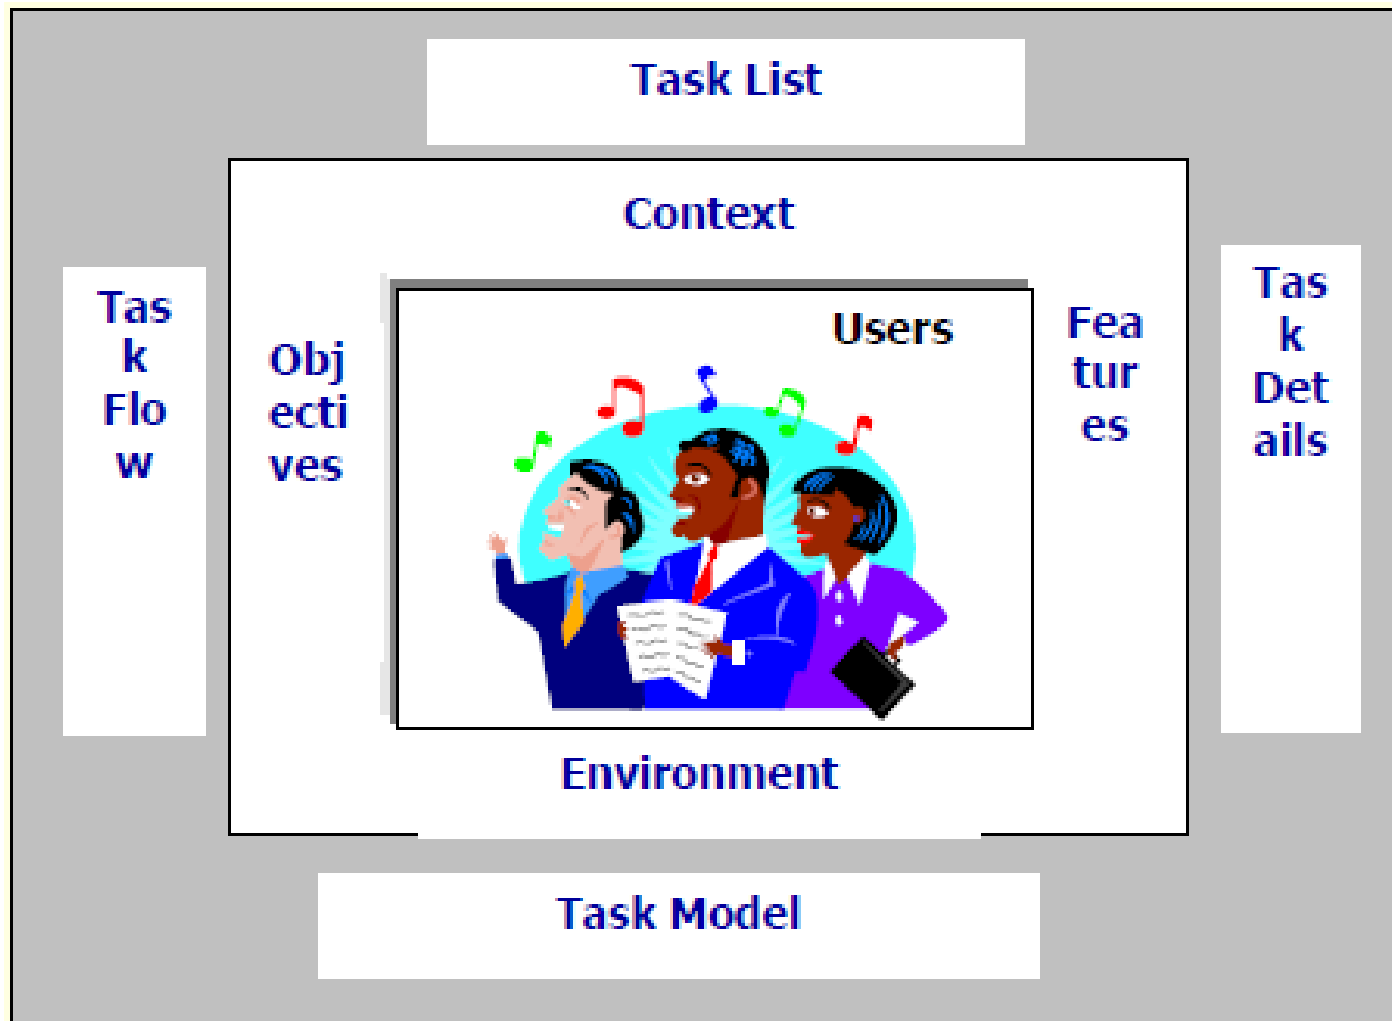 Task List
Context
Users
Tas
k
Flo
w
Obj
ecti
ves
Fea
tur
es
Tas
k
Det
ails
Environment
Task Model